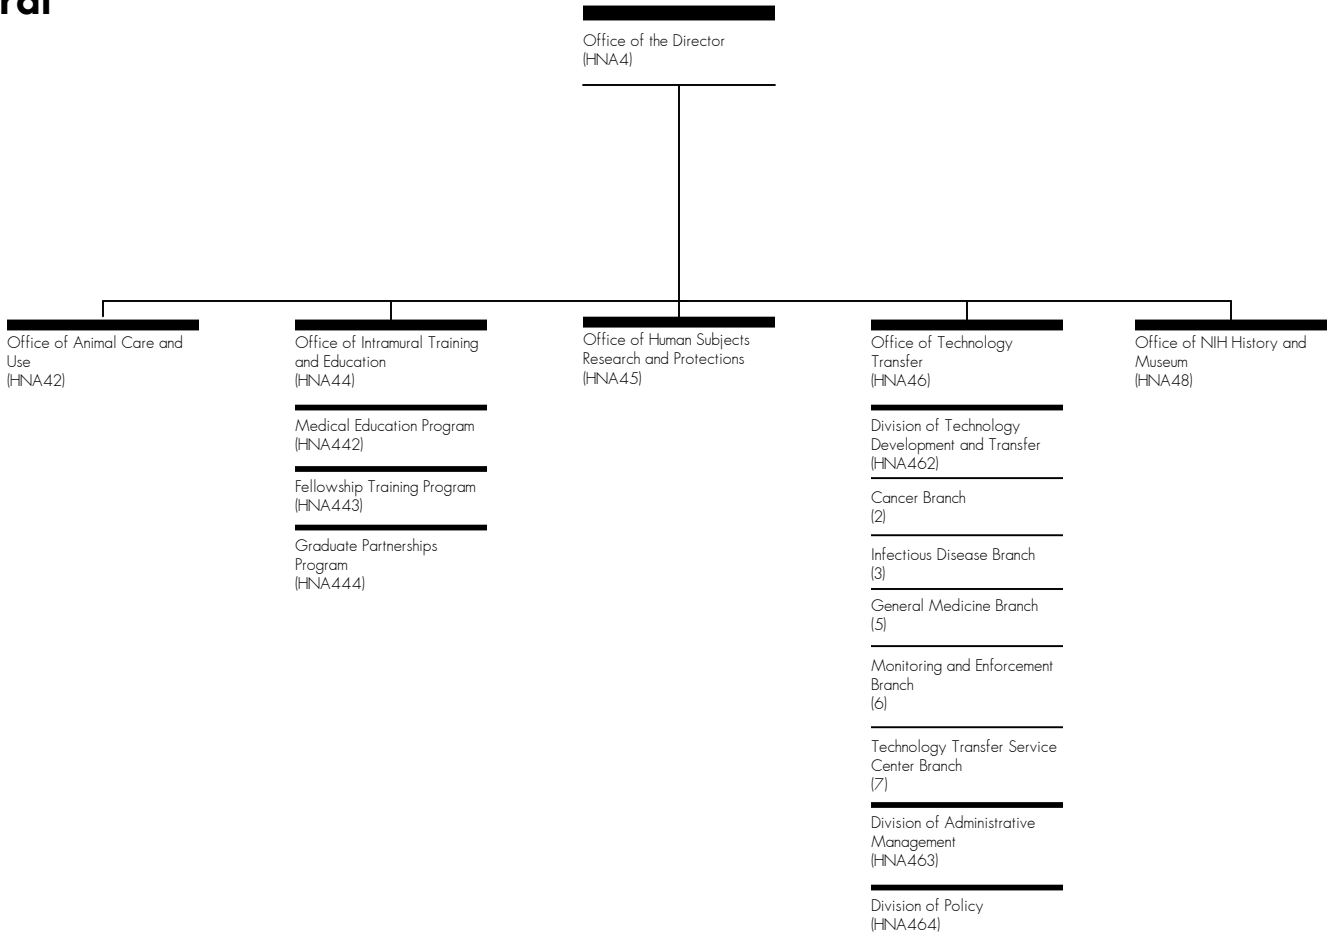 Office of the Director
(HNA4)
Office of Animal Care and
Use
(HNA42)
Office of Intramural Training
and Education
(HNA44)
Medical Education Program
(HNA442)
Fellowship Training Program
(HNA443)
Graduate Partnerships
Program
(HNA444)
Office of Human Subjects
Research and Protections
(HNA45)
Office of Technology
Transfer
(HNA46)
Division of Technology
Development and Transfer
(HNA462)
Cancer Branch
(2)
Infectious Disease Branch
(3)
General Medicine Branch
(5)
Monitoring and Enforcement
Branch
(6)
Technology Transfer Service
Center Branch
(7)
Division of Administrative
Management
(HNA463)
Division of Policy
(HNA464)
Office of NIH History and
Museum
(HNA48)